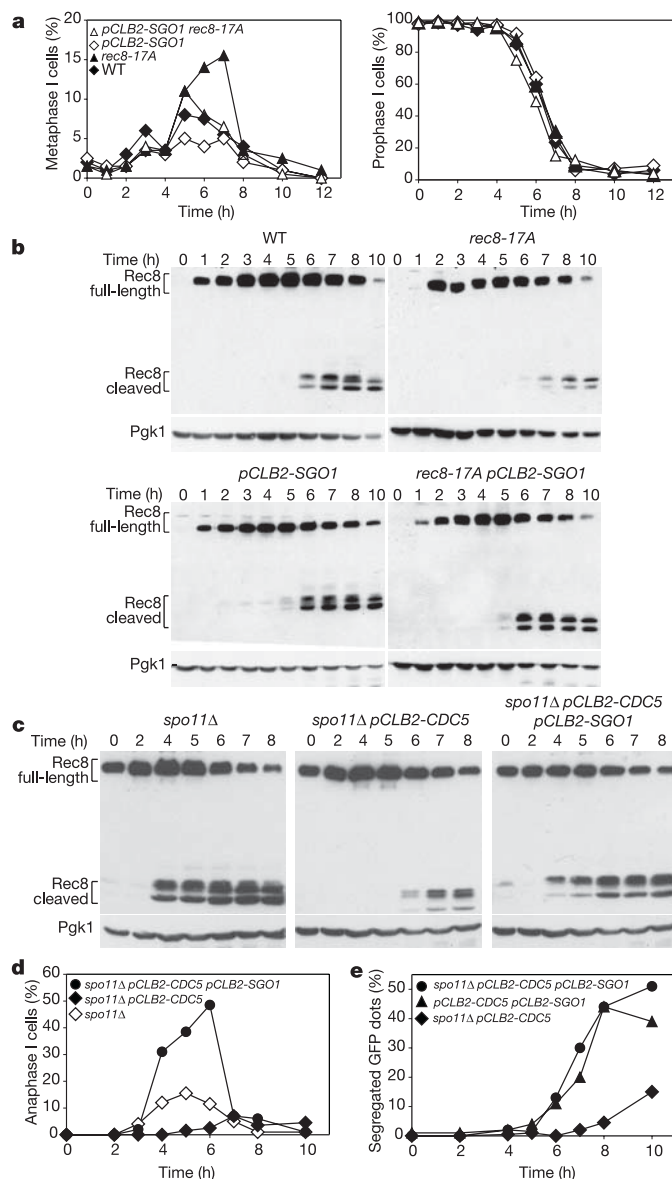 a
pCLB2-SGO1 rec8-17A
pCLB2-SGO1
rec8-17A
WT
Metaphase I cells (%)
20
15
10
5
0
0 2 4 6 8 10 12
Time (h)
Prophase I cells (%)
100
80
60
40
20
0
0 2 4 6 8 10 12
Time (h)
b
WT
rec8-17A
Time (h) 0 1 2 3 4 5 6 7 8 10
0 1 2 3 4 5 6 7 8 10
Rec8
full-length
Rec8
cleaved
Pgk1
pCLB2-SGO1
rec8-17A pCLB2-SGO1
Time (h) 0 1 2 3 4 5 6 7 8 10
0 1 2 3 4 5 6 7 8 10
Rec8
full-length
Rec8
cleaved
Pgk1
c
spo11Δ
spo11Δ pCLB2-CDC5
spo11Δ pCLB2-CDC5
pCLB2-SGO1
Time (h) 0 2 4 5 6 7 8
0 2 4 5 6 7 8
0 2 4 5 6 7 8
Rec8
full-length
Rec8
cleaved
Pgk1
d
spo11Δ pCLB2-CDC5 pCLB2-SGO1
spo11Δ pCLB2-CDC5
spo11Δ
Anaphase I cells (%)
60
50
40
30
20
10
0
0 2 4 6 8 10
Time (h)
e
spo11Δ pCLB2-CDC5 pCLB2-SGO1
pCLB2-CDC5 pCLB2-SGO1
spo11Δ pCLB2-CDC5
Segregated GFP dots (%)
60
50
40
30
20
10
0
0 2 4 6 8 10
Time (h)